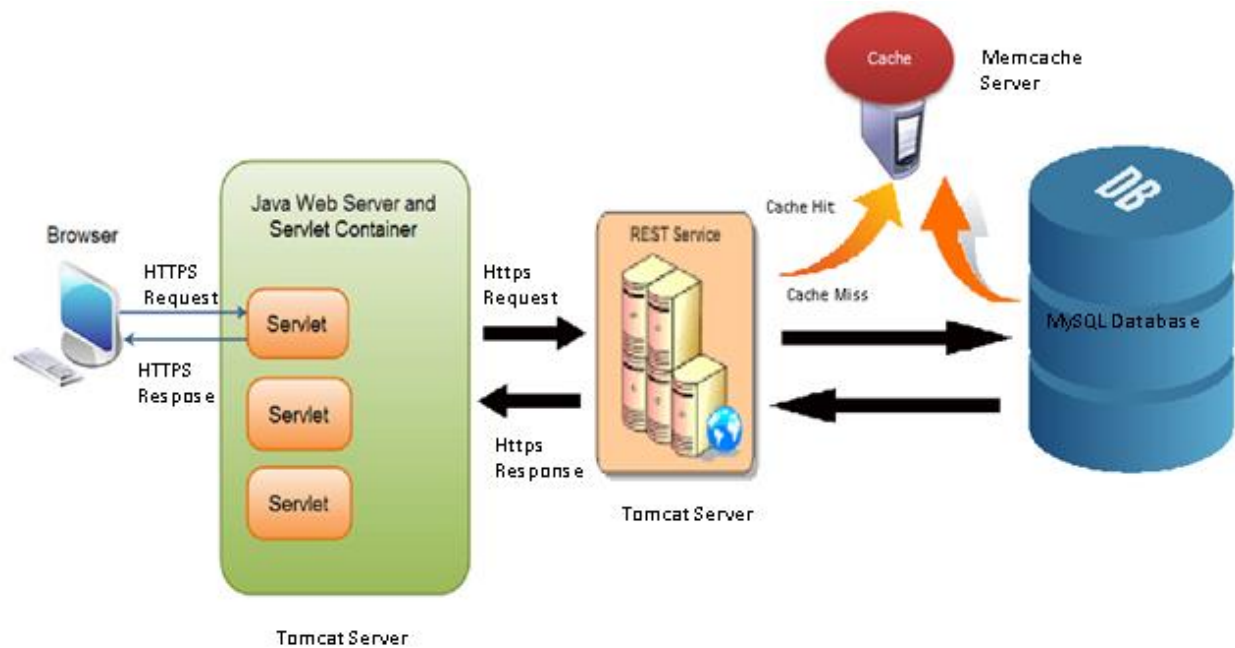 Cache
Memcache
Server
DB
Java Web Server and
Servlet Container
Browser
HTTPS
Request
Https
Request
REST Service
Cache Hit
Cache Miss
MySQL Database
Servlet
HTTPS
Respose
Servlet
Https
Response
Servlet
Tomcat Server
Tomcat Server